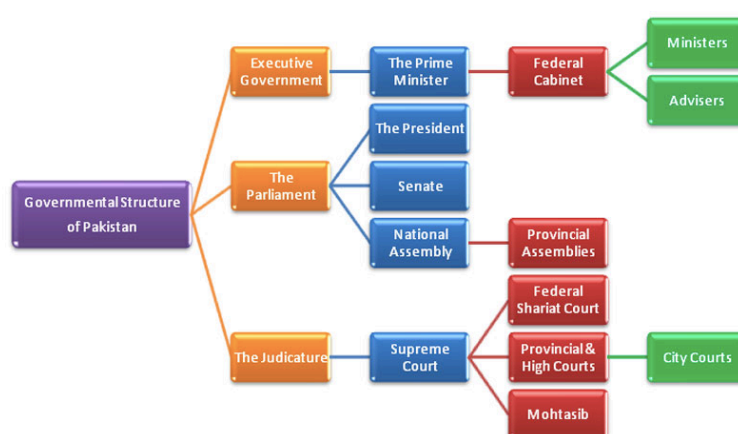 Governmental Structure
of Pakistan
Executive
Government
The Prime
Minister
Federal
Cabinet
Ministers
Advisers
The
Parliament
The President
Senate
National
Assembly
Provincial
Assemblies
The Judicature
Supreme
Court
Federal
Shariat Court
Provincial &
High Courts
City Courts
Mohtasib